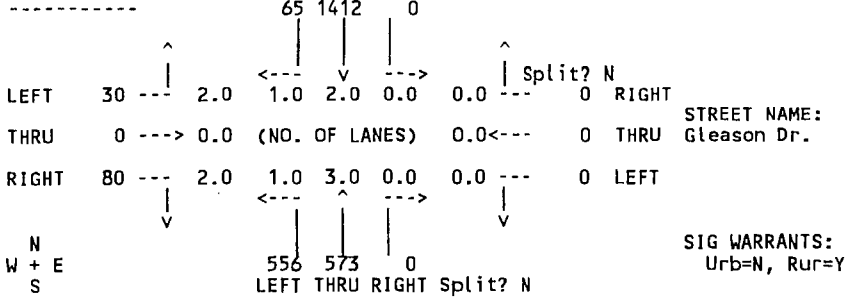 -----------      65 1412 0
^ ^
<--- v ---> Split? N
LEFT 30 --- 2.0 1.0 2.0 0.0 0.0 --- 0 RIGHT
STREET NAME:
THRU 0 ---> 0.0 (NO. OF LANES) 0.0<--- 0 THRU Gleason Dr.
RIGHT 80 --- 2.0 1.0 3.0 0.0 0.0 --- 0 LEFT
<--- ^ --->
v v
N SIG WARRANTS:
W + E 556 573 0 Urb=N, Rur=Y
S LEFT THRU RIGHT Split? N